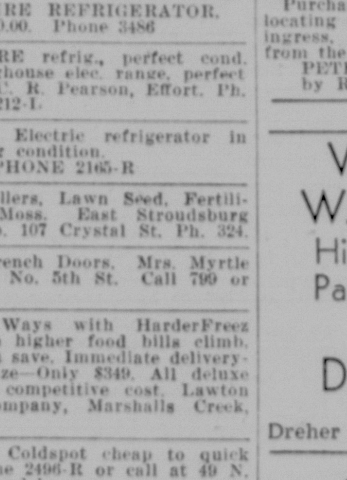 IRE REFRIGERATOR.
0.00. Phone 3486
RE refrig., perfect cond.
house elec. range, perfect
C. R. Pearson, Effort. Ph.
212-L
Electric refrigerator in
condition.
PHONE 2165-R
llers, Lawn Seed, Fertili-
Moss. East Stroudsburg
107 Crystal St. Ph. 324.
rench Doors. Mrs. Myrtle
No. 5th St. Call 799 or
Ways with HarderFreez
higher food bills climb.
save. Immediate delivery-
ze—Only $349. All deluxe
competitive cost. Lawton
ompany, Marshalls Creek,
Coldspot cheap to quick
ne 2496-R or call at 49 N.
Purcha
locating
ingress,
from the
PET
by R
V
W
Hi
Pa
D
Dreher